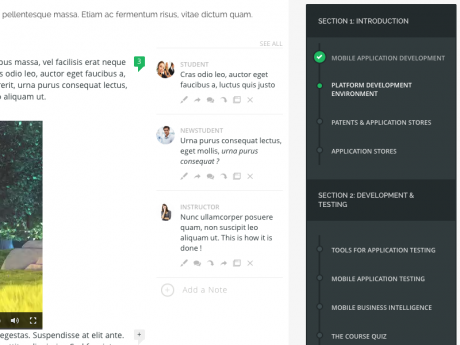 pellentesque massa. Etiam ac fermentum risus, vitae dictum quam.
SEE ALL
bus massa, vel facilisis erat neque
s odio leo, auctor eget faucibus a,
rerit, urna purus consequat lectus,
o aliquam ut.
3
STUDENT
Cras odio leo, auctor eget
faucibus a, luctus quis justo
NEWSTUDENT
Urna purus consequat lectus,
eget mollis, urna purus
consequat ?
INSTRUCTOR
Nunc ullamcorper posuere
quam, non suscipit leo
aliquam ut. This is how it is
done !
+ Add a Note
egestas. Suspendisse at elit ante.
+
SECTION 1: INTRODUCTION
MOBILE APPLICATION DEVELOPMENT
PLATFORM DEVELOPMENT
ENVIRONMENT
PATENTS & APPLICATION STORES
APPLICATION STORES
SECTION 2: DEVELOPMENT &
TESTING
TOOLS FOR APPLICATION TESTING
MOBILE APPLICATION TESTING
MOBILE BUSINESS INTELLIGENCE
THE COURSE QUIZ